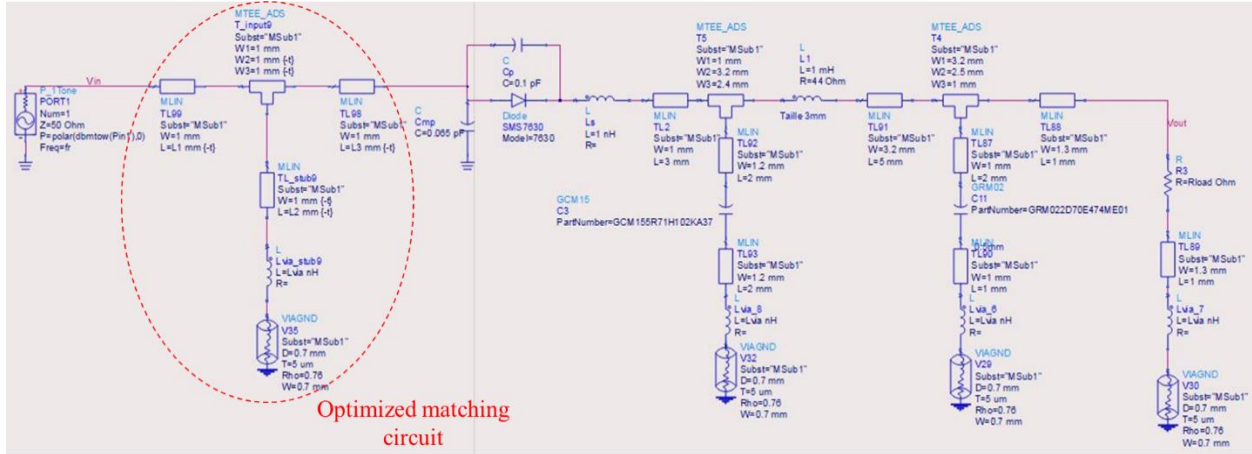 MTEE_ADS
T_input9
Subst="MSub1"
W1=1 mm
W2=1 mm {-t}
W3=1 mm {-t}
Vin
P_1Tone
PORT1
Num=1
Z=50 Ohm
P=polar(dbmtow(Pin1),0)
Freq=fr
MLIN
TL99
Subst="MSub1"
W=1 mm
L=L1 mm {-t}
MLIN
TL98
Subst="MSub1"
W=1 mm
L=L3 mm {-t}
MLIN
TL_stub9
Subst="MSub1"
W=1 mm {-t}
L=L2 mm {-t}
L
Lvia_stub9
L=Lvia nH
R=
VIAGND
V35
Subst="MSub1"
D=0.7 mm
T=5 um
Rho=0.76
W=0.7 mm
Optimized matching
circuit
C
Cmp
C=0.065 pF
C
Cp
C=0.1 pF
Diode
SMS7630
Model=7630
L
Ls
L=1 nH
R=
MLIN
TL2
Subst="MSub1"
W=1 mm
L=3 mm
MTEE_ADS
T5
Subst="MSub1"
W1=1 mm
W2=3.2 mm
W3=2.4 mm
MLIN
TL92
Subst="MSub1"
W=1.2 mm
L=2 mm
GCM15
C3
PartNumber=GCM155R71H102KA37
MLIN
TL93
Subst="MSub1"
W=1.2 mm
L=2 mm
L
Lvia_8
L=Lvia nH
R=
VIAGND
V32
Subst="MSub1"
D=0.7 mm
T=5 um
Rho=0.76
W=0.7 mm
L
L1
L=1 mH
R=44 Ohm
Taille 3mm
MLIN
TL91
Subst="MSub1"
W=3.2 mm
L=5 mm
MTEE_ADS
T4
Subst="MSub1"
W1=3.2 mm
W2=2.5 mm
W3=1 mm
MLIN
TL87
Subst="MSub1"
W=1 mm
L=2 mm
GRM02
C11
PartNumber=GRM022D70E474ME01
MLIN
TL90
Subst="MSub1"
W=1 mm
L=1 mm
L
Lvia_6
L=Lvia nH
R=
VIAGND
V29
Subst="MSub1"
D=0.7 mm
T=5 um
Rho=0.76
W=0.7 mm
MLIN
TL88
Subst="MSub1"
W=1.3 mm
L=1 mm
Vout
R
R3
R=Rload Ohm
MLIN
TL89
Subst="MSub1"
W=1.3 mm
L=1 mm
L
Lvia_7
L=Lvia nH
R=
VIAGND
V30
Subst="MSub1"
D=0.7 mm
T=5 um
Rho=0.76
W=0.7 mm